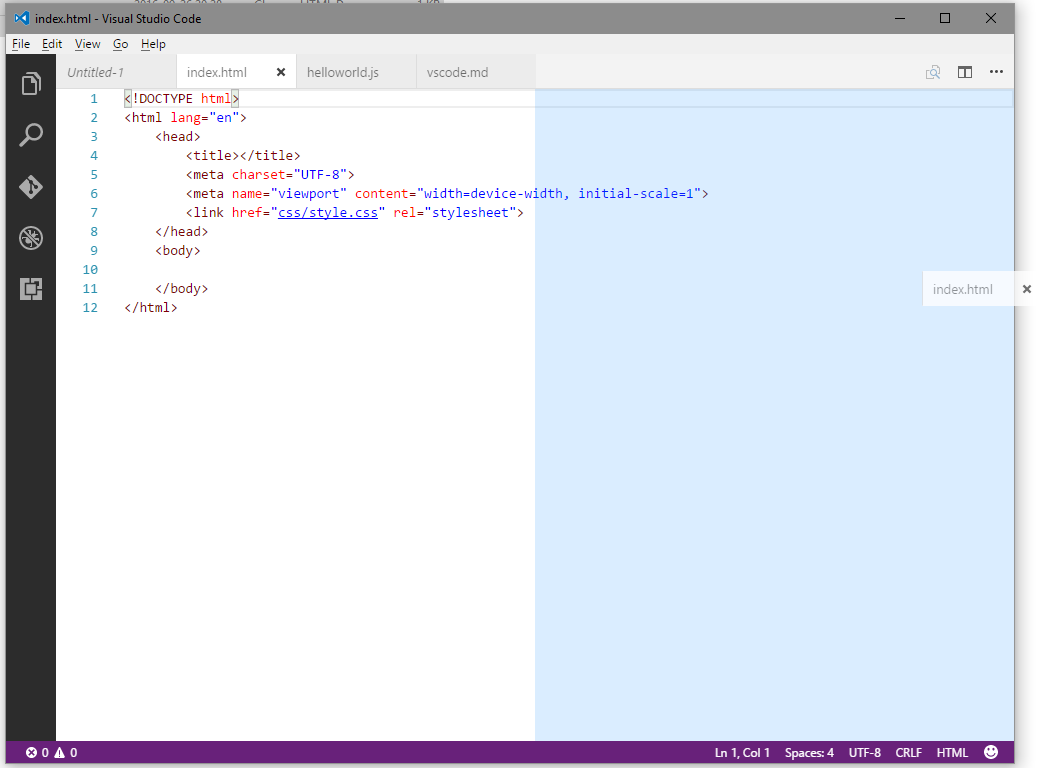 index.html - Visual Studio Code
File Edit View Go Help
Untitled-1 index.html helloworld.js vscode.md
1 <!DOCTYPE html>
2 <html lang="en">
3 <head>
4 <title></title>
5 <meta charset="UTF-8">
6 <meta name="viewport" content="width=device-width, initial-scale=1">
7 <link href="css/style.css" rel="stylesheet">
8 </head>
9 <body>
10
11 </body>
12 </html>
index.html
0 0 Ln 1, Col 1 Spaces: 4 UTF-8 CRLF HTML